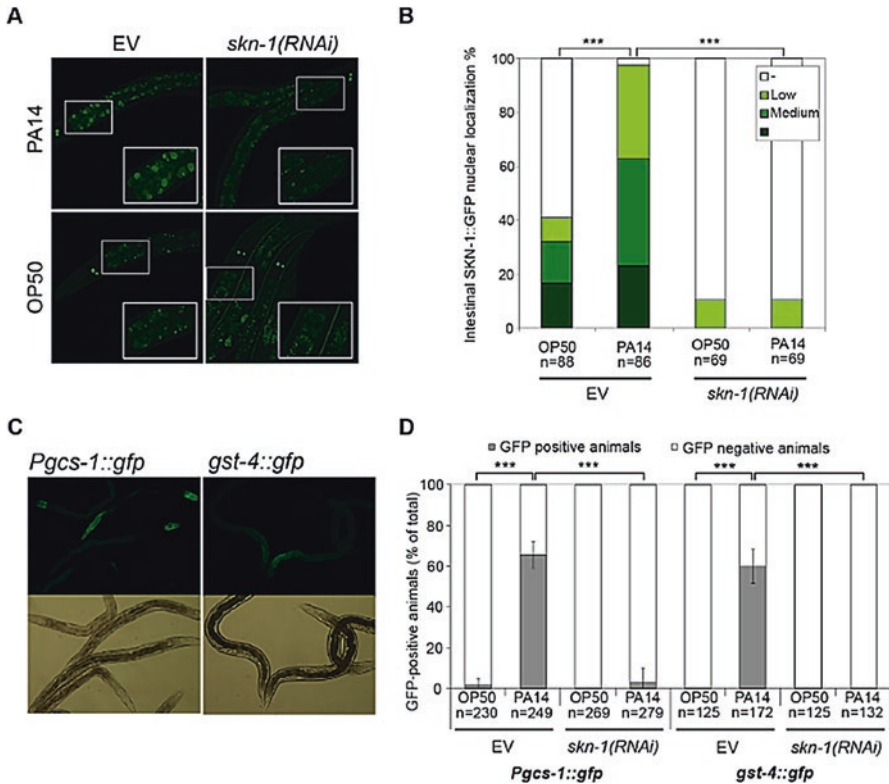 A
EV
skn-1(RNAi)
PA14
OP50
B
***
***
Intestinal SKN-1::GFP nuclear localization %
100
80
60
40
20
0
-
Low
Medium
OP50
n=88
PA14
n=86
OP50
n=69
PA14
n=69
EV
skn-1(RNAi)
C
Pgcs-1::gfp
gst-4::gfp
D
GFP positive animals
GFP negative animals
***
***
***
***
GFP-positive animals (% of total)
100
80
60
40
20
0
OP50
n=230
PA14
n=249
OP50
n=269
PA14
n=279
OP50
n=125
PA14
n=172
OP50
n=125
PA14
n=132
EV
skn-1(RNAi)
EV
skn-1(RNAi)
Pgcs-1::gfp
gst-4::gfp